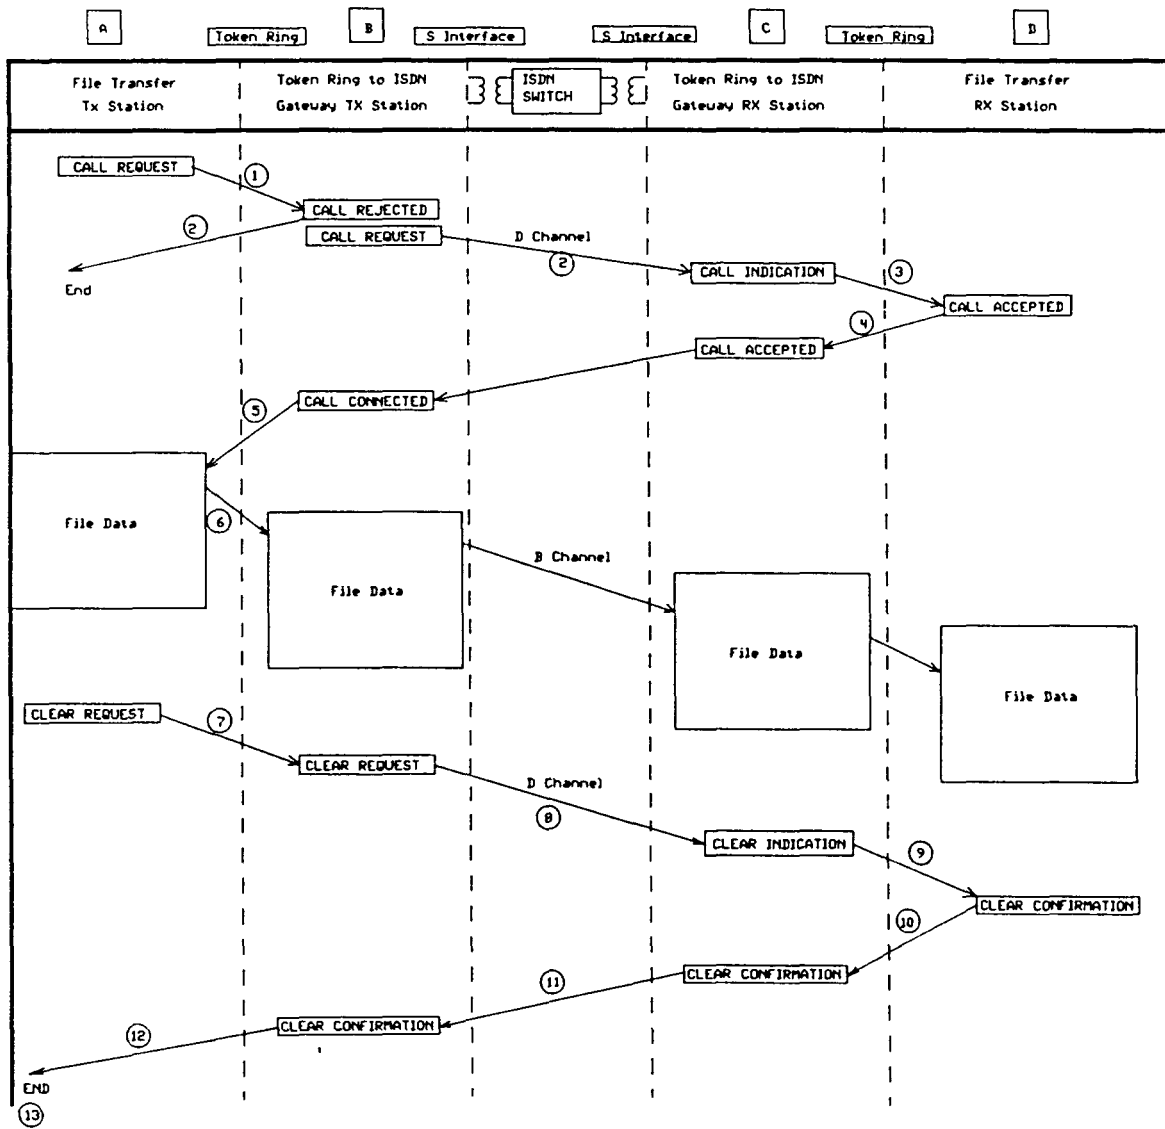 A
Token Ring
B
S Interface
S Interface
C
Token Ring
D
File Transfer
Tx Station
Token Ring to ISDN
Gateway TX Station
ISDN
SWITCH
Token Ring to ISDN
Gateway RX Station
File Transfer
RX Station
CALL REQUEST
1
CALL REJECTED
2
CALL REQUEST
D Channel
2
End
CALL INDICATION
3
CALL ACCEPTED
4
CALL ACCEPTED
CALL CONNECTED
5
File Data
6
File Data
B Channel
File Data
File Data
CLEAR REQUEST
7
CLEAR REQUEST
D Channel
8
CLEAR INDICATION
9
CLEAR CONFIRMATION
10
CLEAR CONFIRMATION
11
CLEAR CONFIRMATION
12
END
13